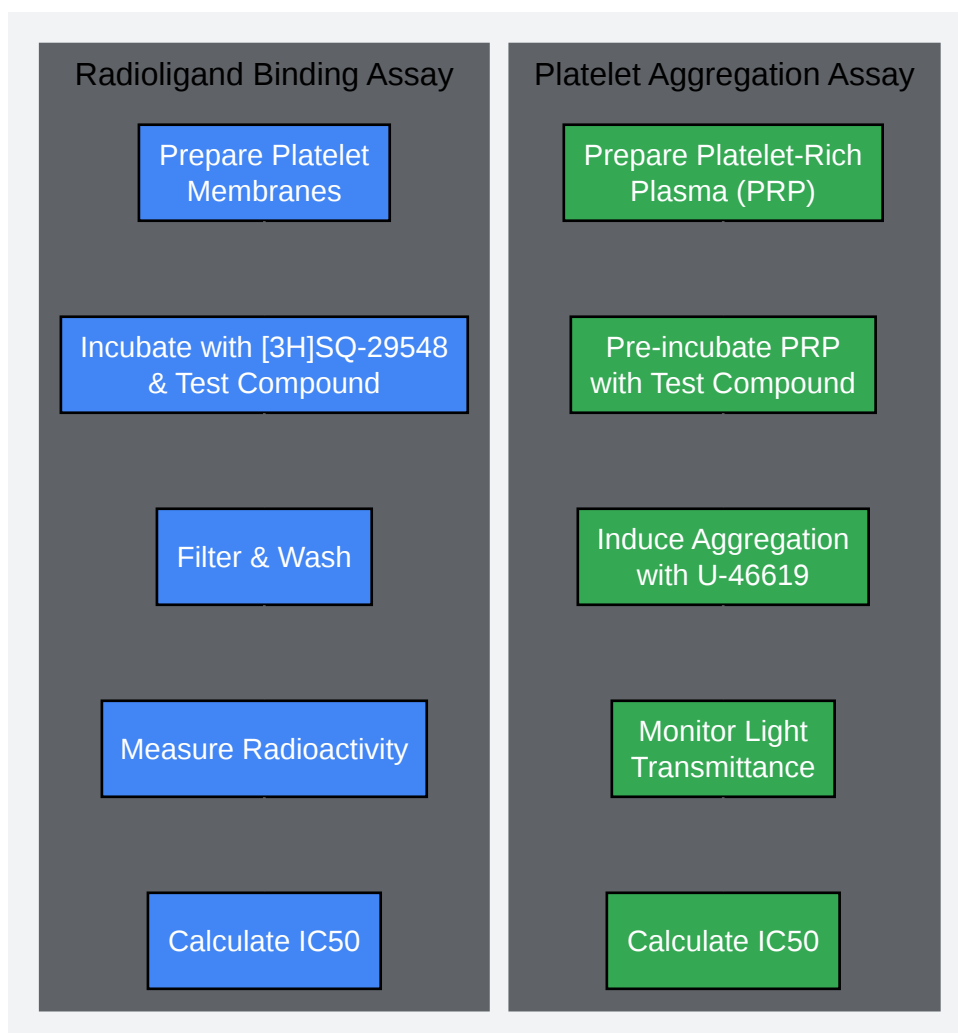 Radioligand Binding Assay
Prepare Platelet
Membranes
Incubate with [3H]SQ-29548
& Test Compound
Filter & Wash
Measure Radioactivity
Calculate IC50
Platelet Aggregation Assay
Prepare Platelet-Rich
Plasma (PRP)
Pre-incubate PRP
with Test Compound
Induce Aggregation
with U-46619
Monitor Light
Transmittance
Calculate IC50